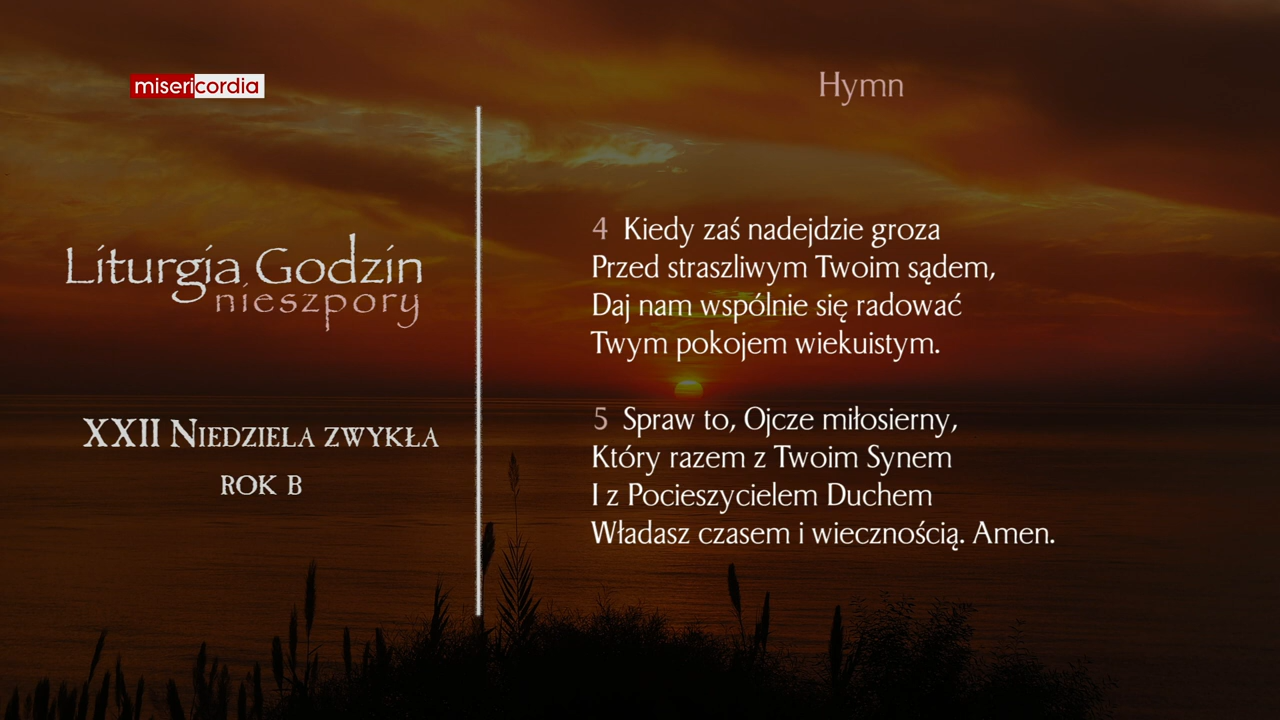 misericordia
Liturgia Godzin
nieszpory
XXII Niedziela zwykła
rok B
Hymn
4 Kiedy zaś nadejdzie groza
Przed straszliwym Twoim sądem,
Daj nam wspólnie się radować
Twym pokojem wiekuistym.
5 Spraw to, Ojcze miłosierny,
Który razem z Twoim Synem
I z Pocieszycielem Duchem
Władasz czasem i wiecznością. Amen.